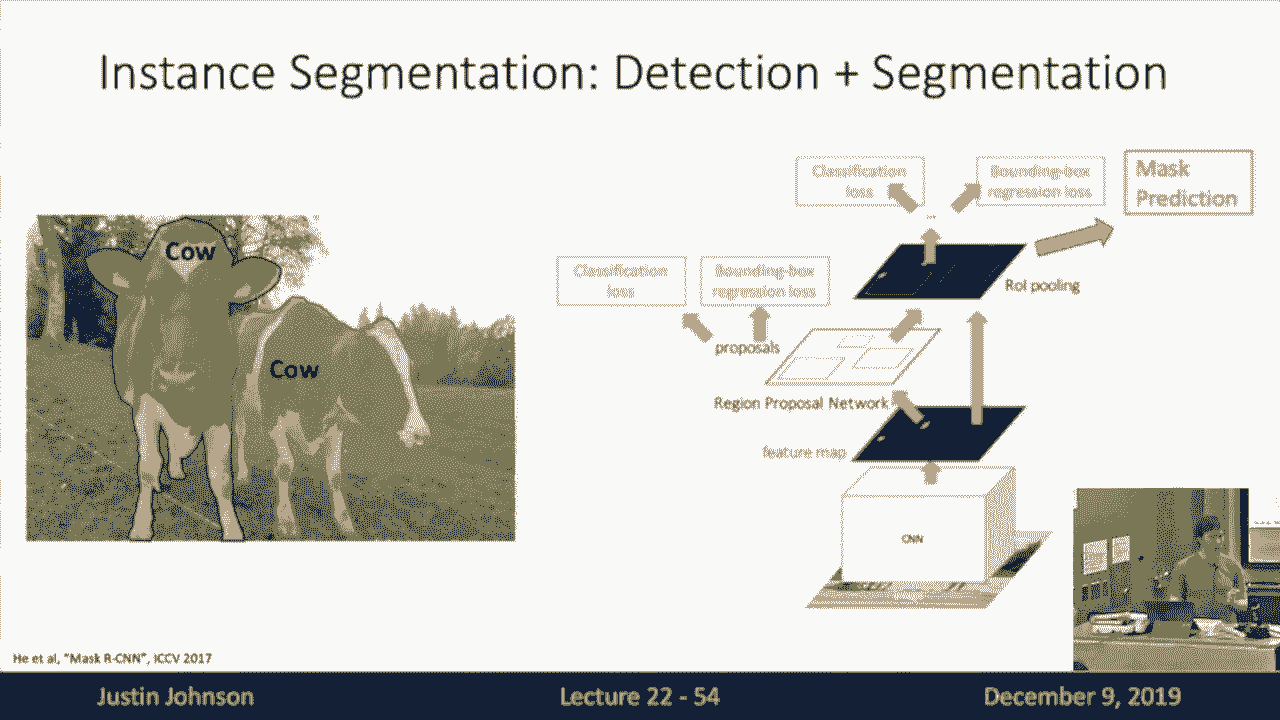 Instance Segmentation: Detection + Segmentation
Classification
loss
Bounding-box
regression loss
Mask
Prediction
Cow
Cow
Classification
loss
Bounding-box
regression loss
RoI pooling
proposals
Region Proposal Network
feature map
CNN
He et al, "Mask R-CNN", ICCV 2017
Justin Johnson
Lecture 22 - 54
December 9, 2019